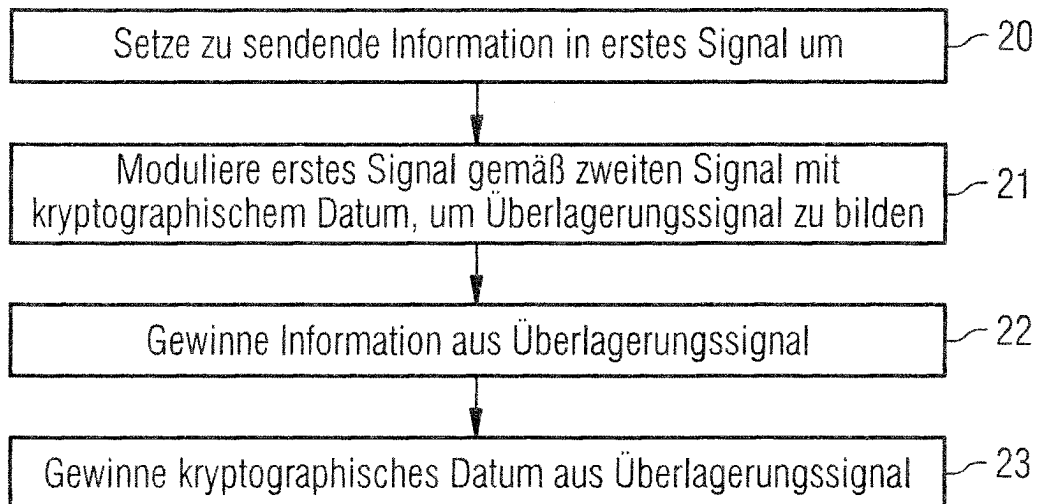 Setze zu sendende Information in erstes Signal um 20
Moduliere erstes Signal gemäß zweiten Signal mit
kryptographischem Datum, um Überlagerungssignal zu bilden 21
Gewinne Information aus Überlagerungssignal 22
Gewinne kryptographisches Datum aus Überlagerungssignal 23